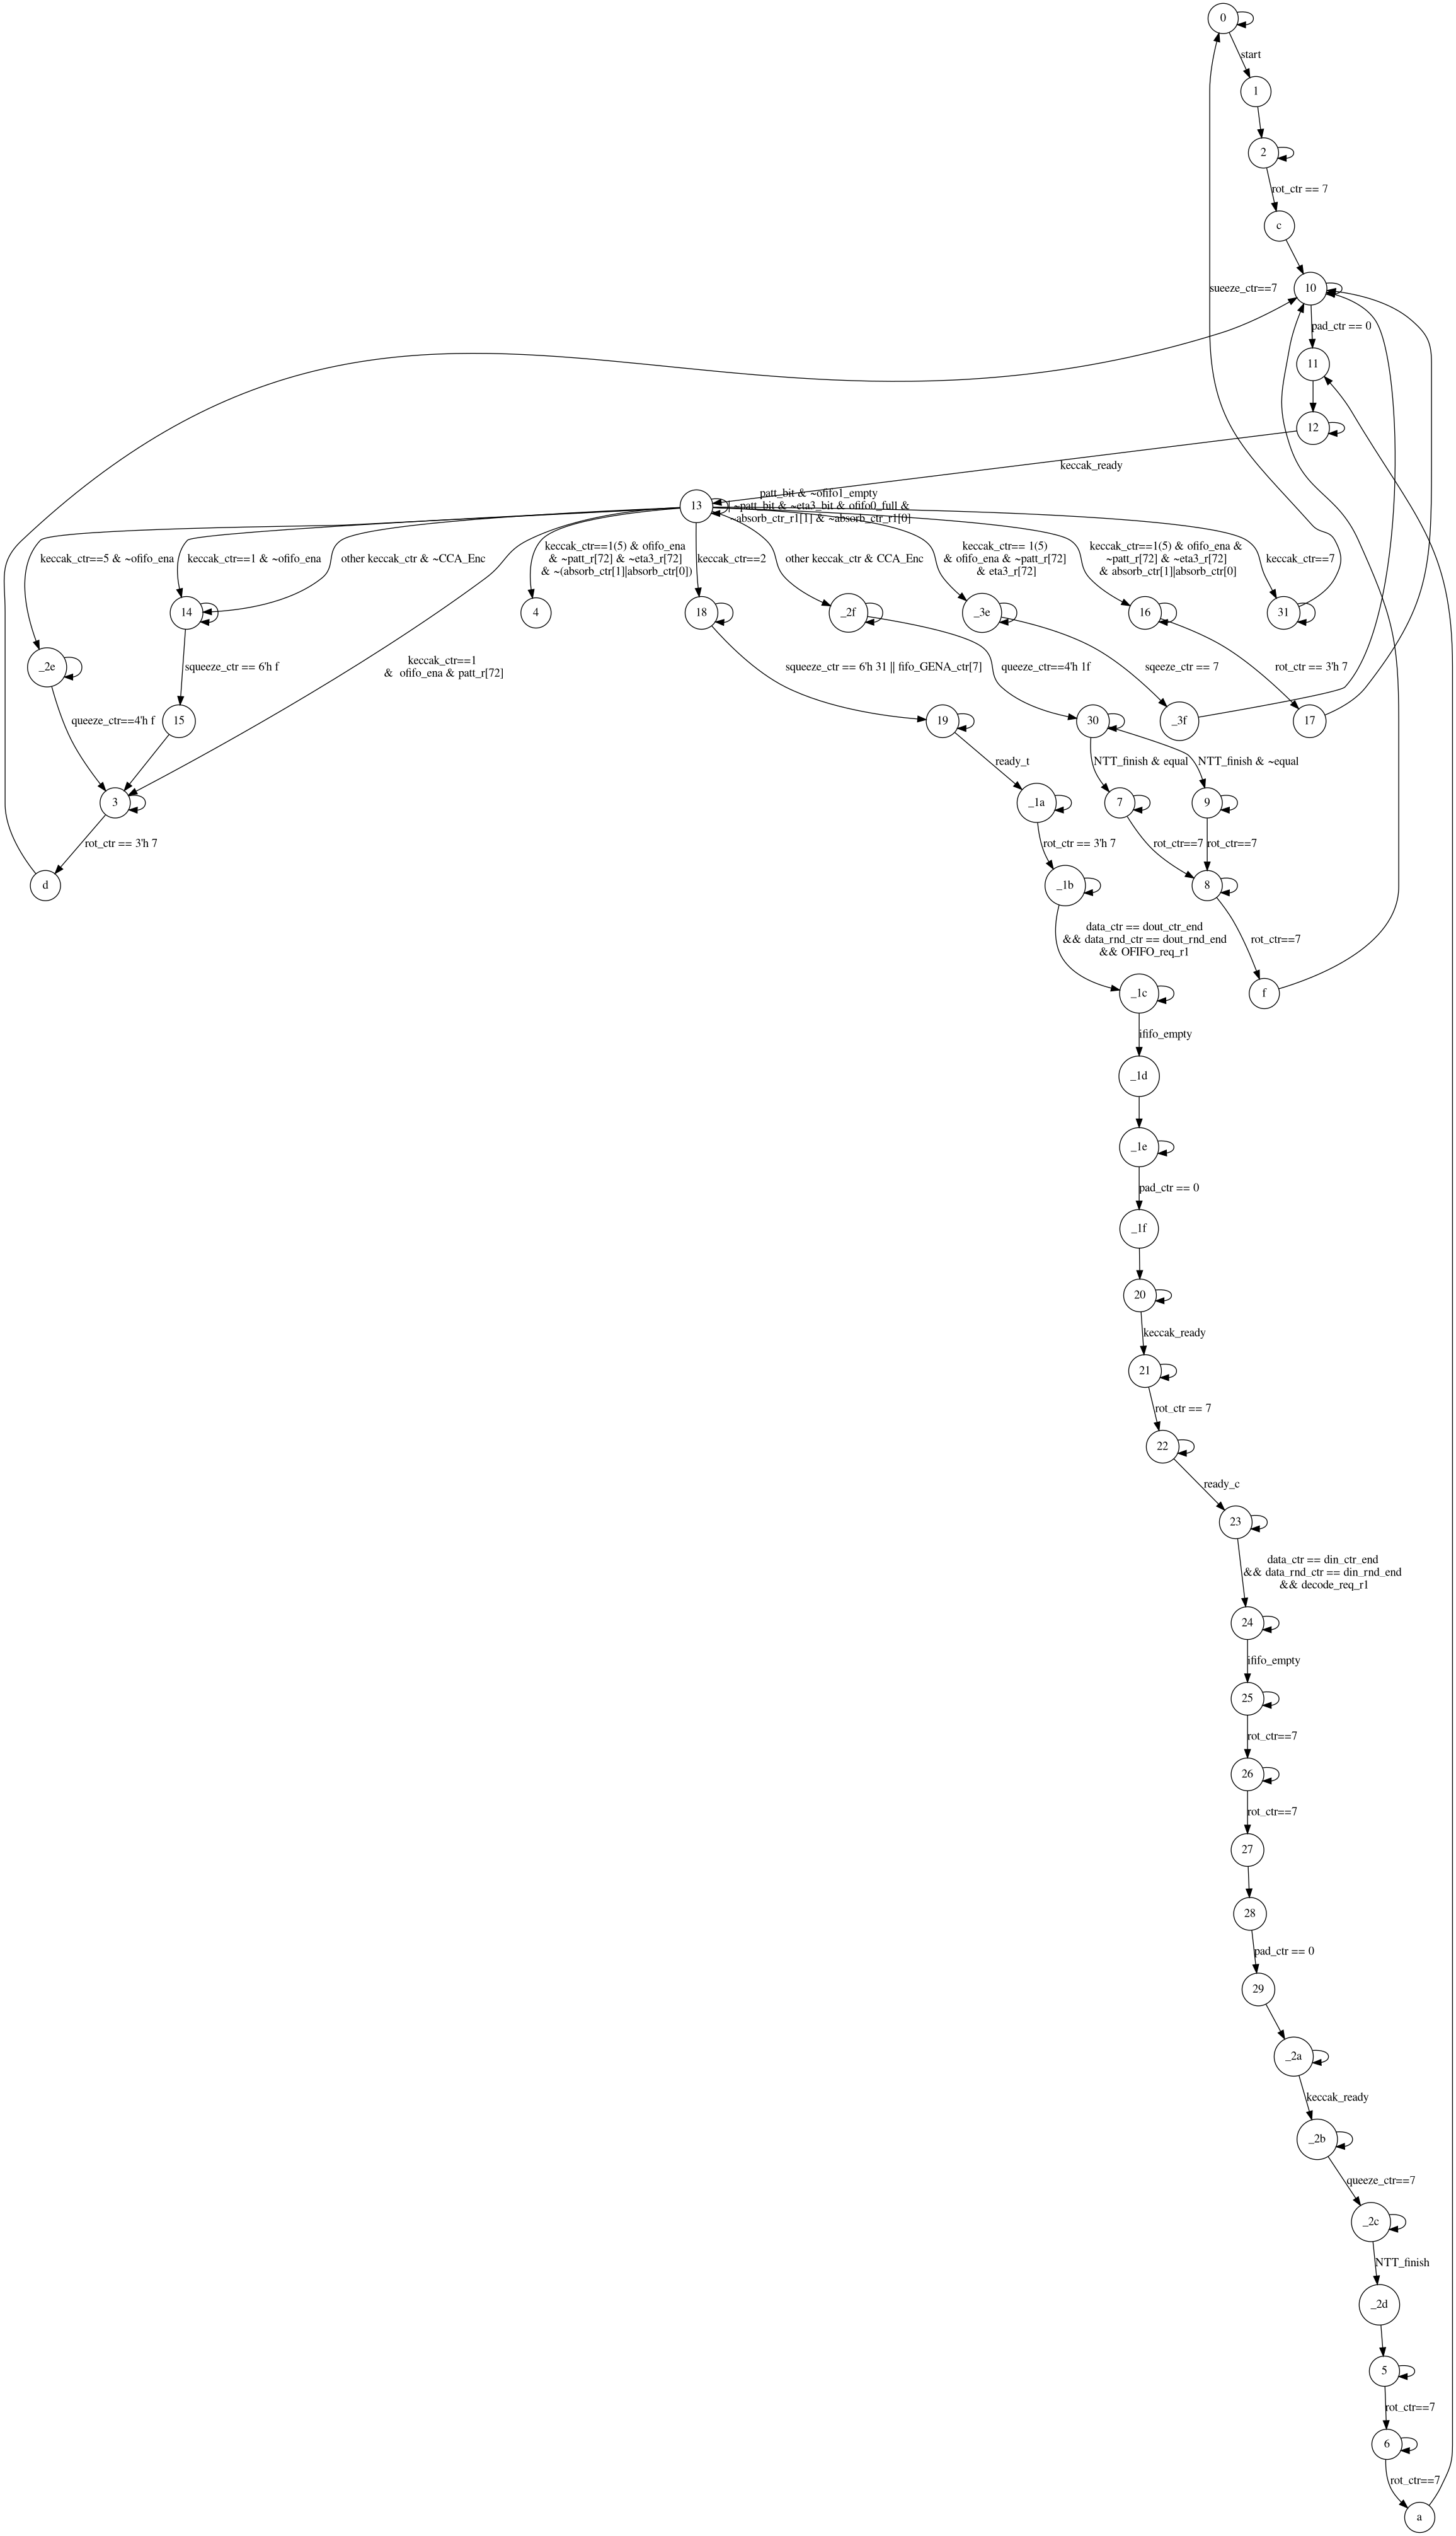 0
start
1
2
rot_ctr == 7
c
sueeze_ctr==7
10
pad_ctr == 0
11
12
keccak_ready
13
patt_bit & ~ofifo1_empty
| ~patt_bit & ~eta3_bit & ofifo0_full &
~absorb_ctr_r1[1] & ~absorb_ctr_r1[0]
keccak_ctr==5 & ~ofifo_ena
keccak_ctr==1 & ~ofifo_ena
other keccak_ctr & ~CCA_Enc
keccak_ctr==1(5) & ofifo_ena
& ~patt_r[72] & ~eta3_r[72]
& ~(absorb_ctr[1]|absorb_ctr[0])
keccak_ctr==2
other keccak_ctr & CCA_Enc
keccak_ctr== 1(5)
& ofifo_ena & ~patt_r[72]
& eta3_r[72]
keccak_ctr==1(5) & ofifo_ena &
~patt_r[72] & ~eta3_r[72]
& absorb_ctr[1]|absorb_ctr[0]
keccak_ctr==7
14
4
18
_2f
_3e
16
31
_2e
squeeze_ctr == 6'h f
keccak_ctr==1
& ofifo_ena & patt_r[72]
squeeze_ctr == 6'h 31 || fifo_GENA_ctr[7]
queeze_ctr==4'h 1f
sqeeze_ctr == 7
rot_ctr == 3'h 7
queeze_ctr==4'h f
15
19
30
_3f
17
ready_t
NTT_finish & equal
NTT_finish & ~equal
3
_1a
7
9
rot_ctr == 3'h 7
rot_ctr == 3'h 7
rot_ctr==7
rot_ctr==7
d
_1b
8
data_ctr == dout_ctr_end
&& data_rnd_ctr == dout_rnd_end
&& OFIFO_req_r1
rot_ctr==7
_1c
f
ififo_empty
_1d
_1e
pad_ctr == 0
_1f
20
keccak_ready
21
rot_ctr == 7
22
ready_c
23
data_ctr == din_ctr_end
&& data_rnd_ctr == din_rnd_end
&& decode_req_r1
24
ififo_empty
25
rot_ctr==7
26
rot_ctr==7
27
28
pad_ctr == 0
29
_2a
keccak_ready
_2b
queeze_ctr==7
_2c
NTT_finish
_2d
5
rot_ctr==7
6
rot_ctr==7
a